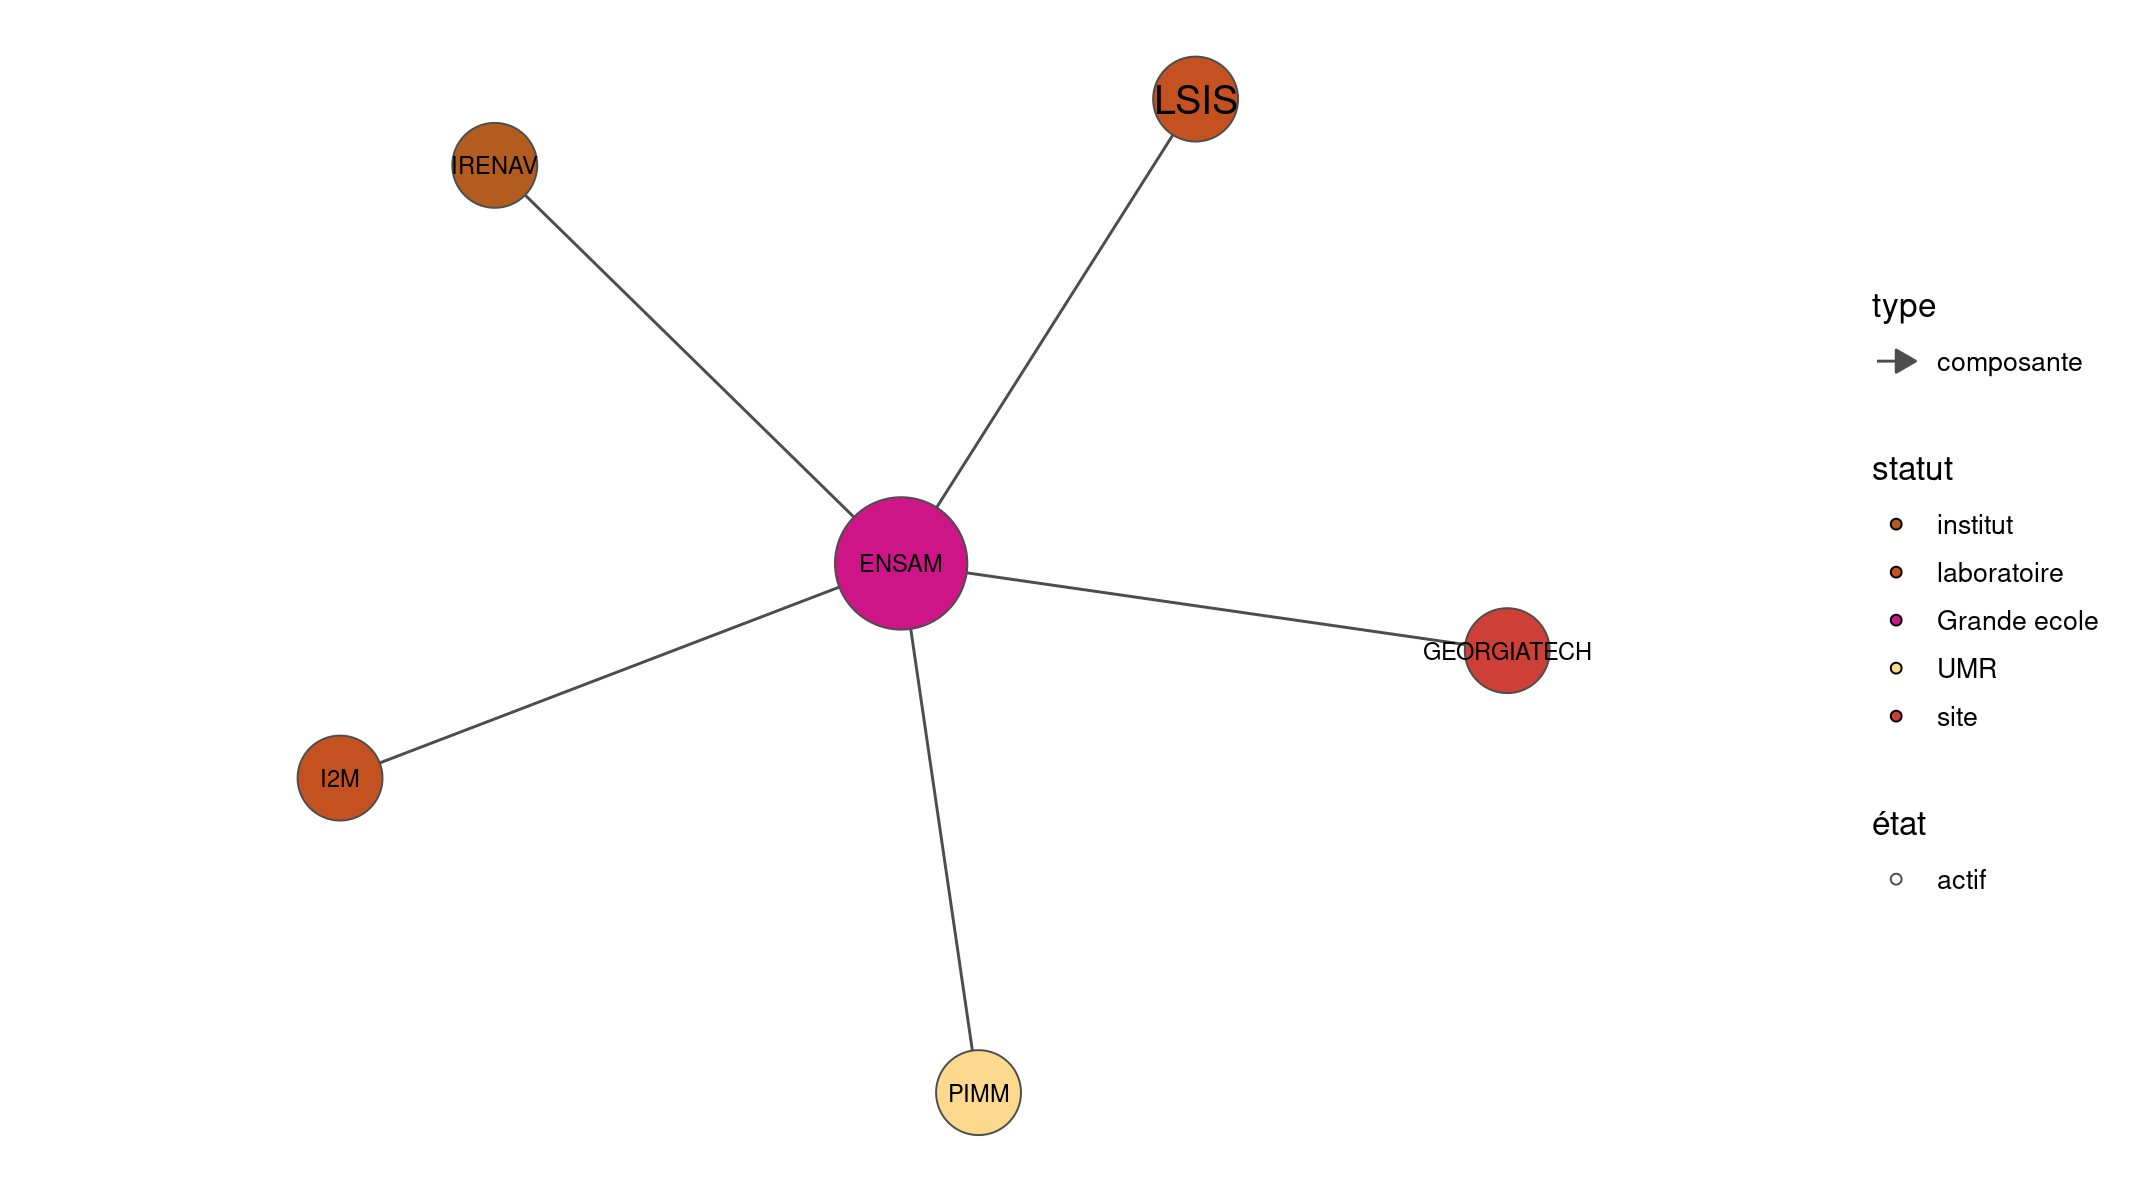 LSIS
IRENAV
ENSAM
GEORGIATECH
I2M
PIMM
type
composante
statut
institut
laboratoire
Grande ecole
UMR
site
état
actif